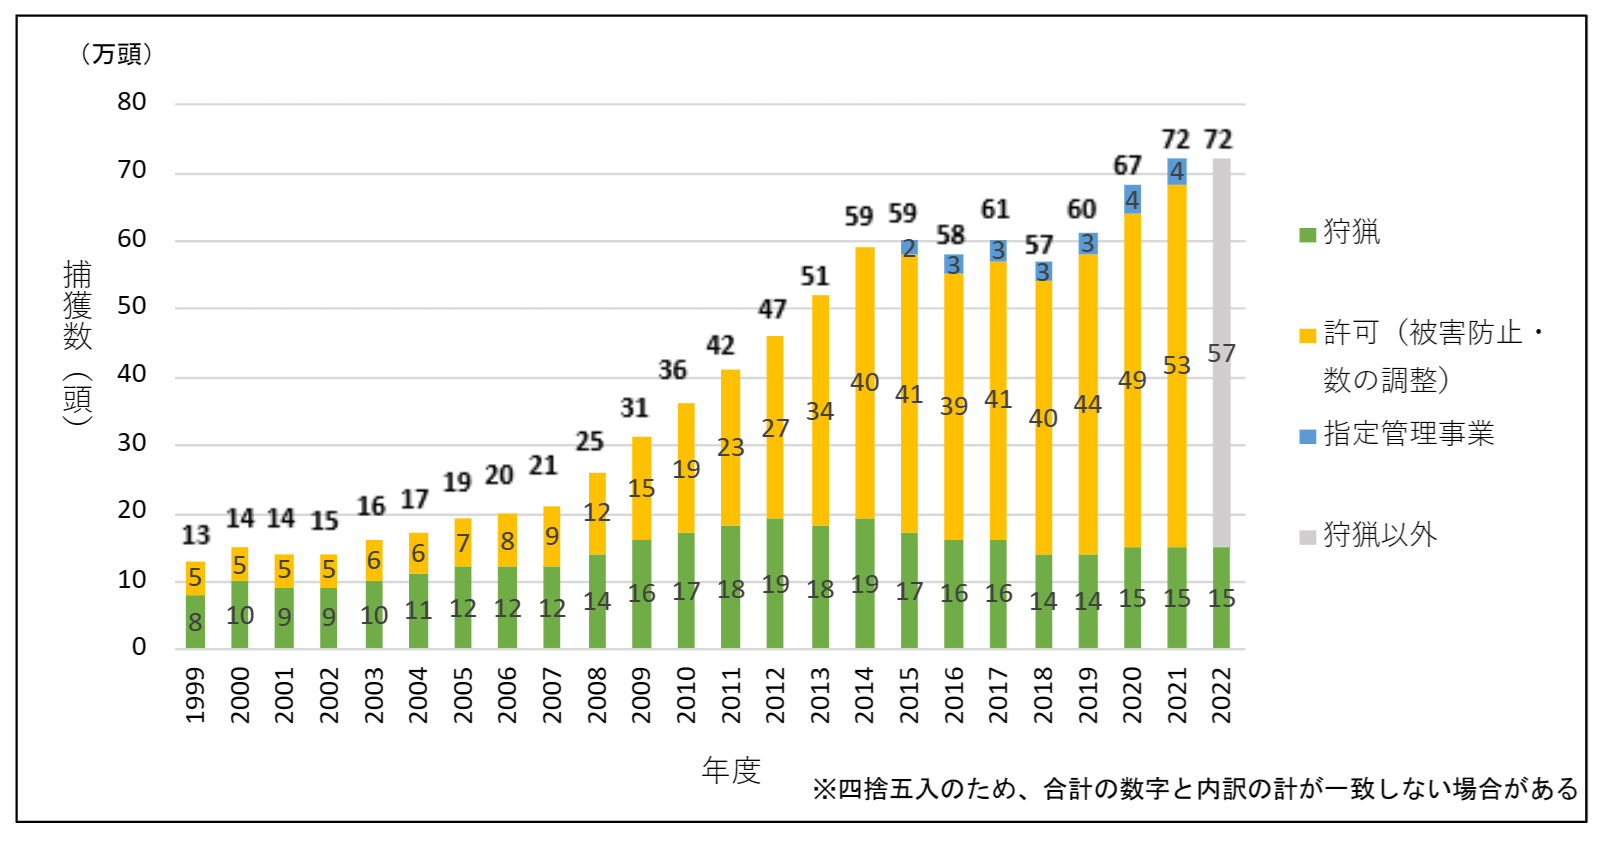 （万頭）
80
70
60
50
40
30
20
10
0
捕獲数（頭）
13 14 14 15 16 17 19 20 21 25 31 36 42 47 51 59 59 58 61 57 60 67 72 72
2 3 3 3 3 4 4
5 5 5 5 6 6 7 8 9 12 15 19 23 27 34 40 41 39 41 40 44 49 53 57
8 10 9 9 10 11 12 12 12 14 16 17 18 19 18 19 17 16 16 14 14 15 15 15
1999 2000 2001 2002 2003 2004 2005 2006 2007 2008 2009 2010 2011 2012 2013 2014 2015 2016 2017 2018 2019 2020 2021 2022
年度
狩猟
許可（被害防止・
数の調整）
指定管理事業
狩猟以外
※四捨五入のため、合計の数字と内訳の計が一致しない場合がある